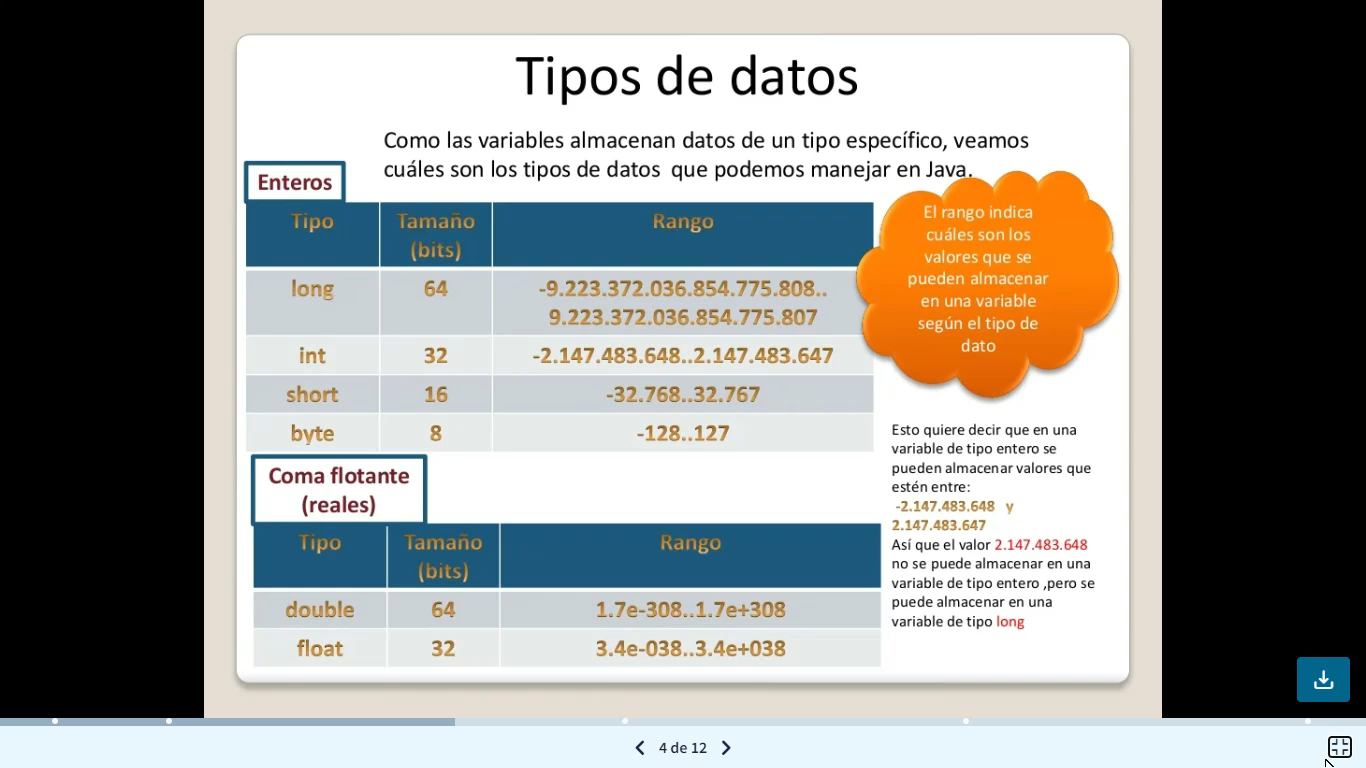 Tipos de datos
Como las variables almacenan datos de un tipo específico, veamos
cuáles son los tipos de datos que podemos manejar en Java.
Enteros
Tipo Tamaño Rango
(bits)
long 64 -9.223.372.036.854.775.808..
9.223.372.036.854.775.807
int 32 -2.147.483.648..2.147.483.647
short 16 -32.768..32.767
byte 8 -128..127
El rango indica
cuáles son los
valores que se
pueden almacenar
en una variable
según el tipo de
dato
Coma flotante
(reales)
Tipo Tamaño Rango
(bits)
double 64 1.7e-308..1.7e+308
float 32 3.4e-038..3.4e+038
Esto quiere decir que en una
variable de tipo entero se
pueden almacenar valores que
estén entre:
-2.147.483.648 y
2.147.483.647
Así que el valor 2.147.483.648
no se puede almacenar en una
variable de tipo entero ,pero se
puede almacenar en una
variable de tipo long
4 de 12